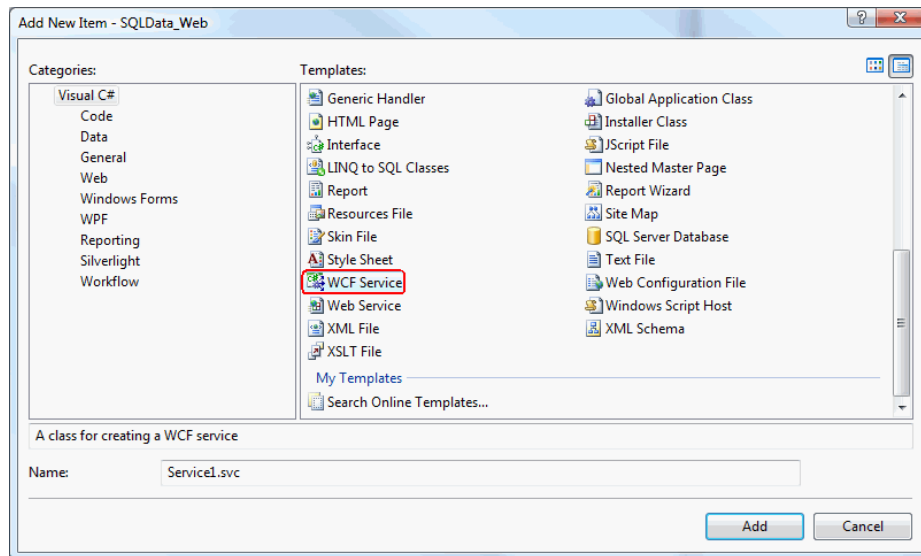 Add New Item - SQLData_Web
Categories:
Templates:
Visual C#
Code
Data
General
Web
Windows Forms
WPF
Reporting
Silverlight
Workflow
Generic Handler
HTML Page
Interface
LINQ to SQL Classes
Report
Resources File
Skin File
Style Sheet
WCF Service
Web Service
XML File
XSLT File
Global Application Class
Installer Class
JScript File
Nested Master Page
Report Wizard
Site Map
SQL Server Database
Text File
Web Configuration File
Windows Script Host
XML Schema
My Templates
Search Online Templates...
A class for creating a WCF service
Name:
Service1.svc
Add
Cancel